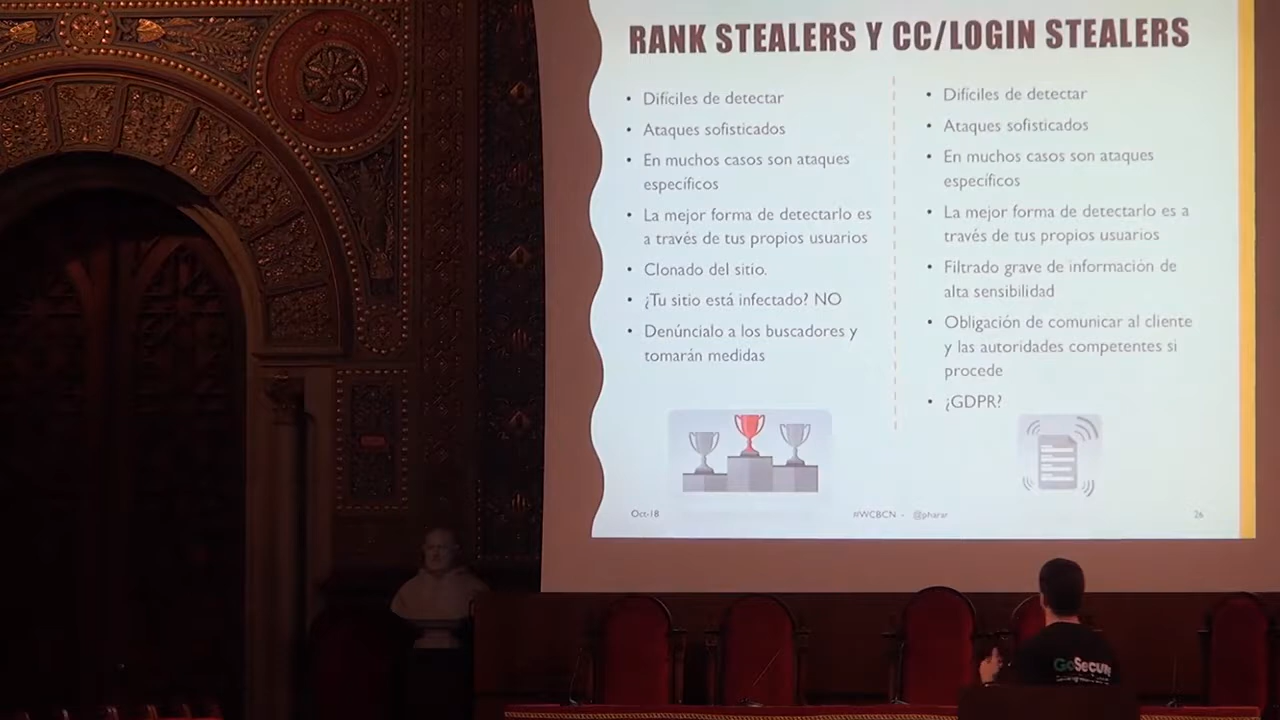 RANK STEALERS Y CC/LOGIN STEALERS
• Difíciles de detectar
• Ataques sofisticados
• En muchos casos son ataques
específicos
• La mejor forma de detectarlo es
a través de tus propios usuarios
• Clonado del sitio.
• ¿Tu sitio está infectado? NO
• Denúncialo a los buscadores y
tomarán medidas
• Difíciles de detectar
• Ataques sofisticados
• En muchos casos son ataques
específicos
• La mejor forma de detectarlo es a
través de tus propios usuarios
• Filtrado grave de información de
alta sensibilidad
• Obligación de comunicar al cliente
y las autoridades competentes si
procede
• ¿GDPR?
Oct-18
#WCBCN - @pharar
26
GoSecure